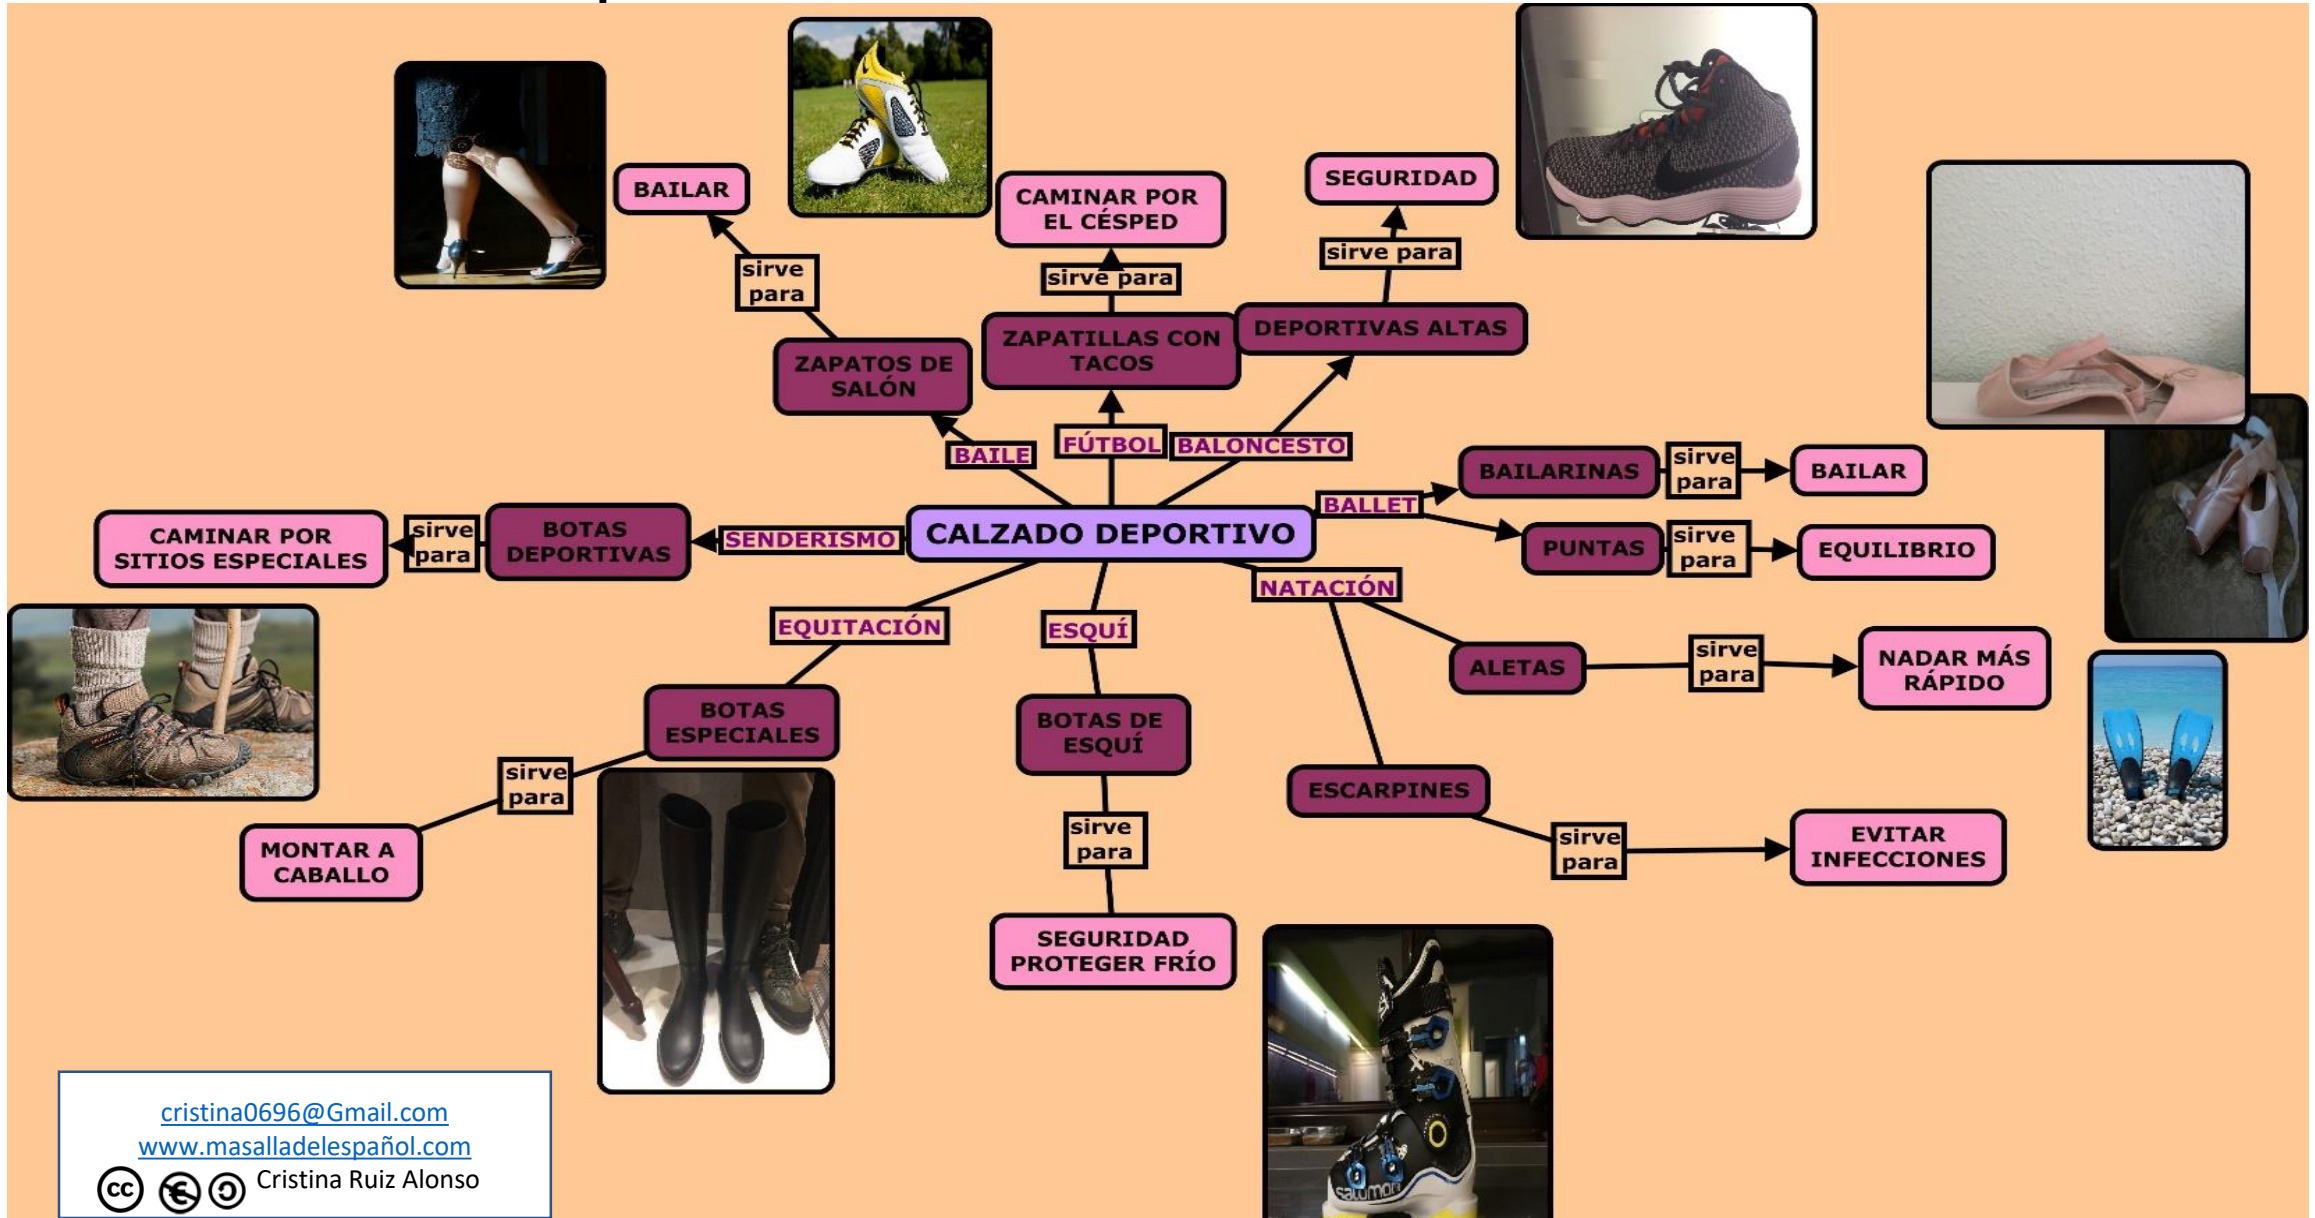 BAILAR
sirve
para
ZAPATOS DE
SALÓN
BAILE
CAMINAR POR
EL CÉSPED
sirve para
ZAPATILLAS CON
TACOS
FÚTBOL
SEGURIDAD
sirve para
DEPORTIVAS ALTAS
BALONCESTO
BALLET
BAILARINAS
sirve
para
BAILAR
PUNTAS
sirve
para
EQUILIBRIO
CALZADO DEPORTIVO
SENDERISMO
BOTAS
DEPORTIVAS
sirve
para
CAMINAR POR
SITIOS ESPECIALES
EQUITACIÓN
BOTAS
ESPECIALES
sirve
para
MONTAR A
CABALLO
ESQUÍ
BOTAS DE
ESQUÍ
sirve
para
SEGURIDAD
PROTEGER FRÍO
NATACIÓN
ALETAS
sirve
para
NADAR MÁS
RÁPIDO
ESCARPINES
sirve
para
EVITAR
INFECCIONES
salomon
cristina0696@Gmail.com
www.masalladelespañol.com
cc Cristina Ruiz Alonso